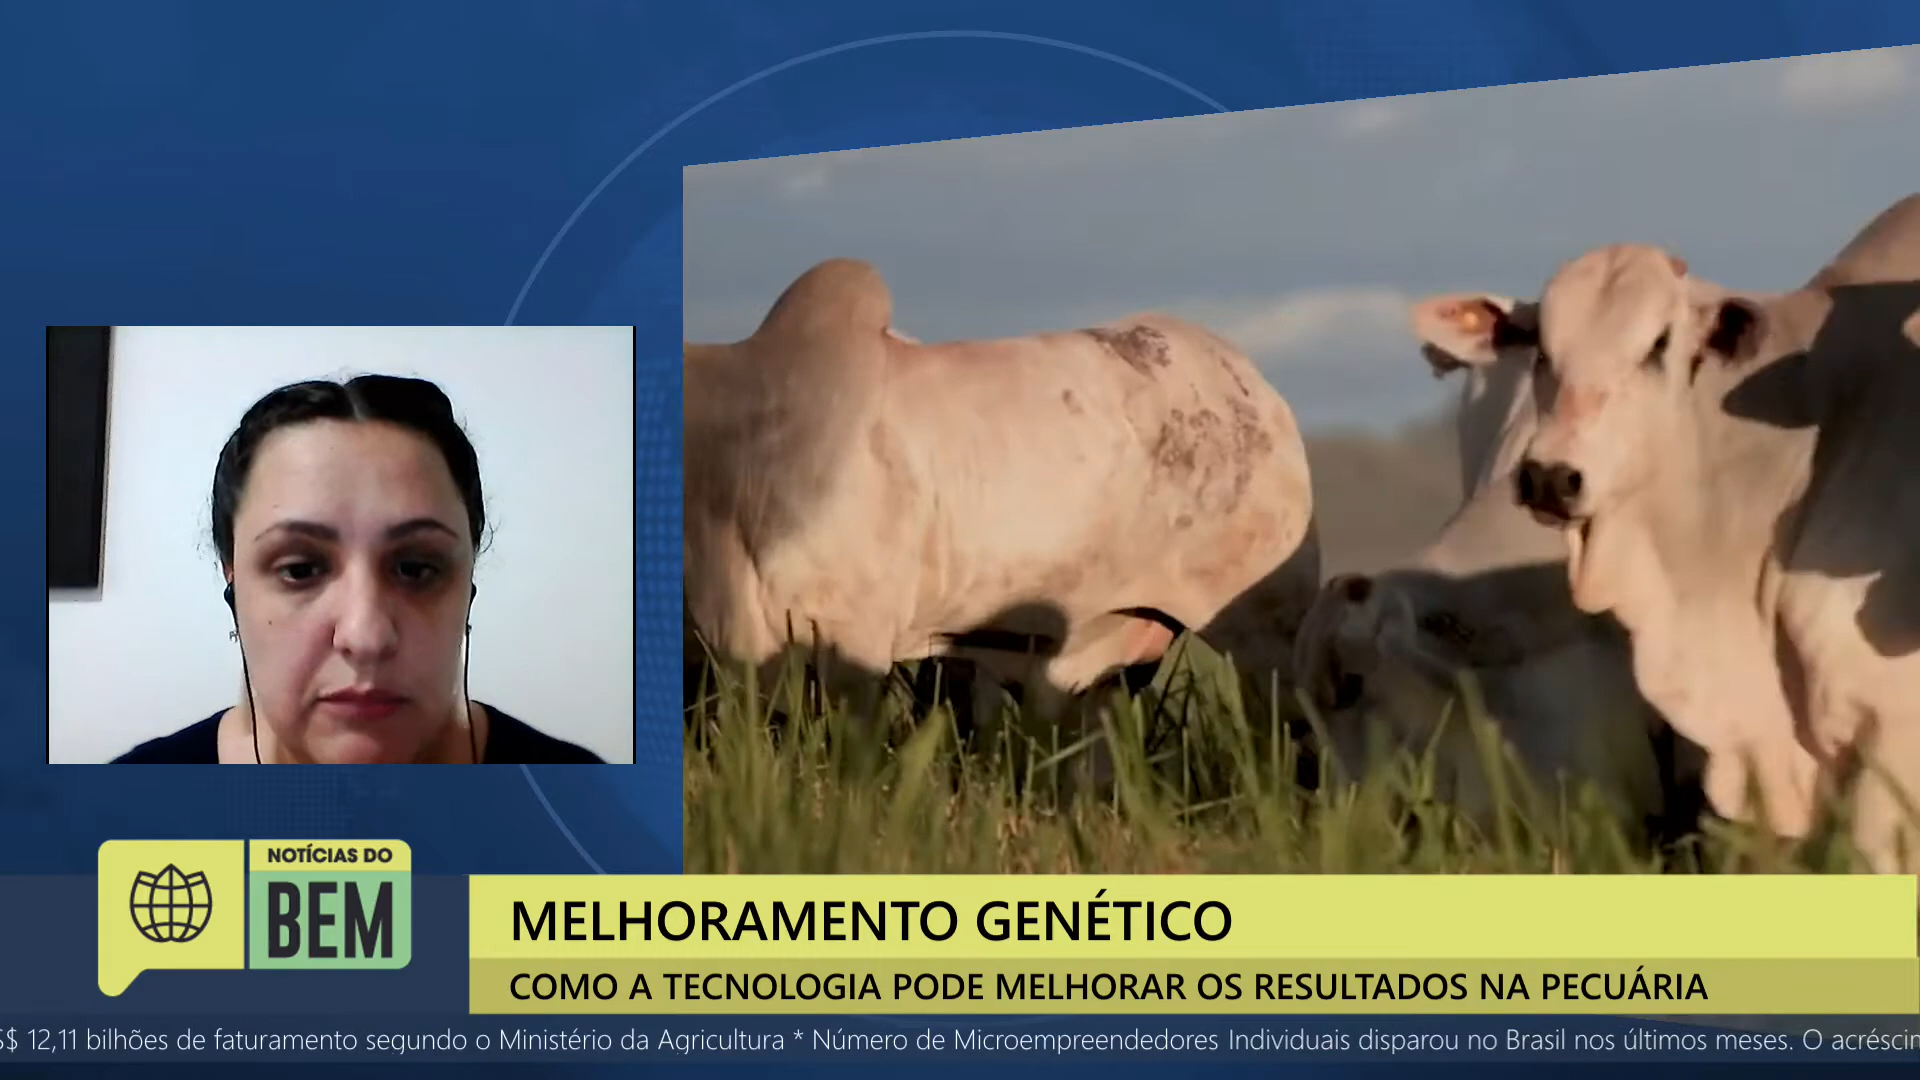 NOTÍCIAS DO
BEM
MELHORAMENTO GENÉTICO
COMO A TECNOLOGIA PODE MELHORAR OS RESULTADOS NA PECUÁRIA
12,11 bilhões de faturamento segundo o Ministério da Agricultura * Número de Microempreendedores Individuais disparou no Brasil nos últimos meses. O